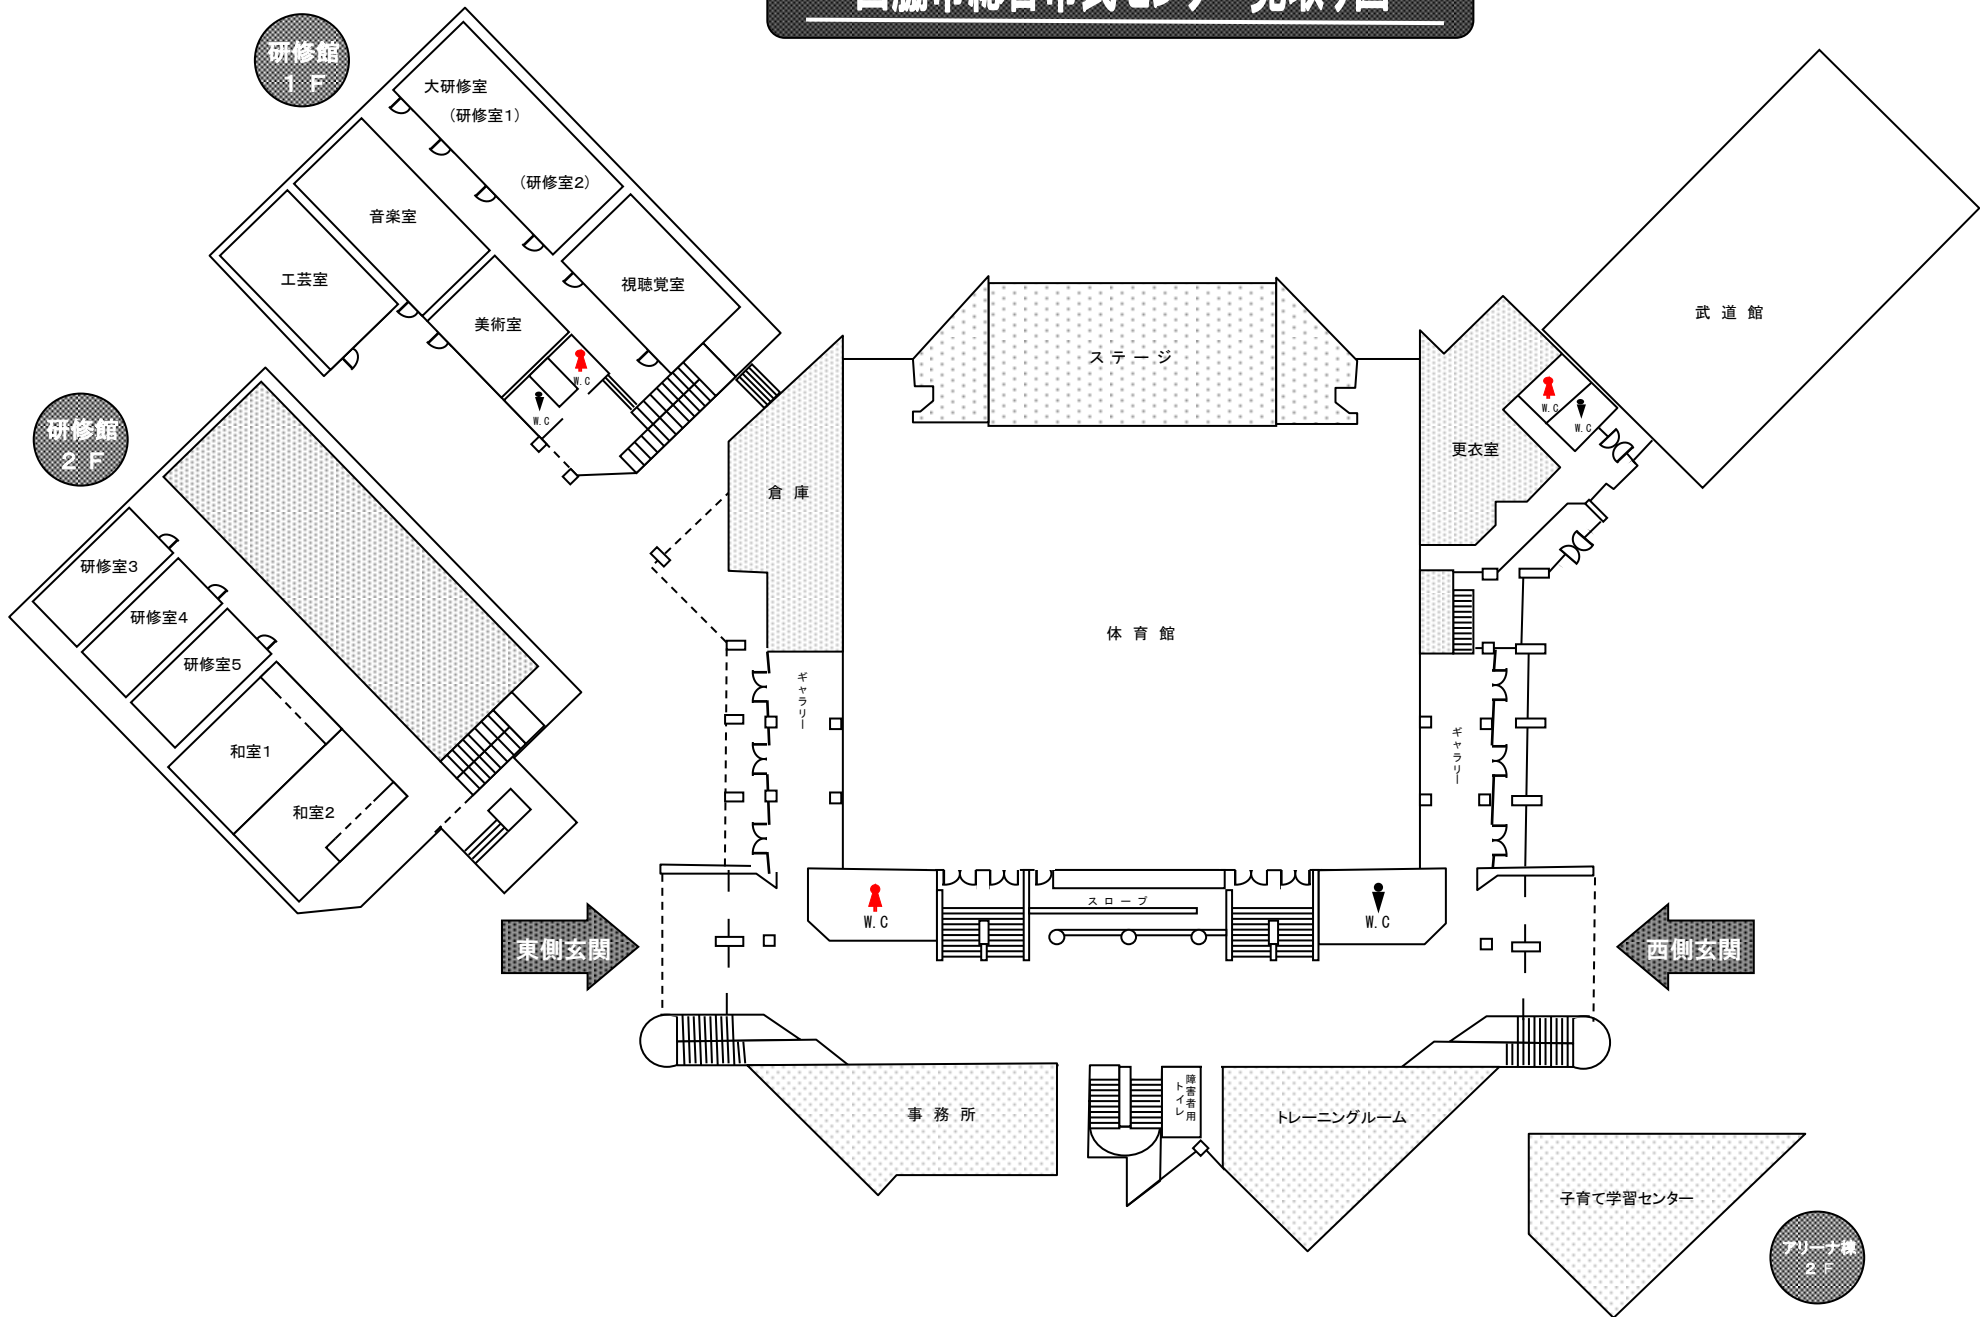 研修館
1 F
大研修室
(研修室1)
(研修室2)
音楽室
工芸室
視聴覚室
美術室
W.C
W.C
ステージ
武 道 館
W.C
W.C
更衣室
研修館
2 F
倉 庫
研修室3
研修室4
研修室5
体 育 館
ギャラリー
ギャラリー
和室1
和室2
W.C
スロープ
W.C
東側玄関
西側玄関
事 務 所
障害者用
トイレ
トレーニングルーム
子育て学習センター
アリーナ棟
2 F